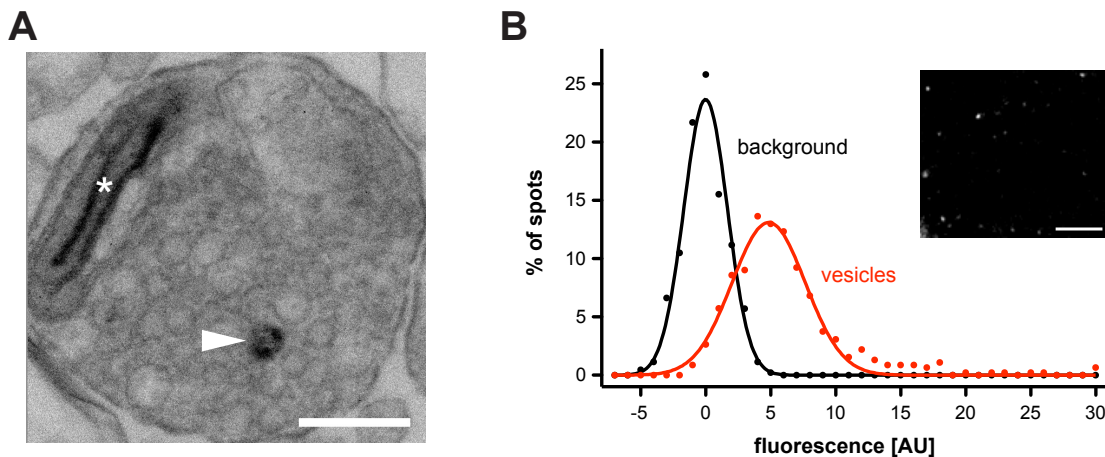 A
*
B
% of spots
25
20
15
10
5
0
background
vesicles
-5 0 5 10 15 20 25 30
fluorescence [AU]